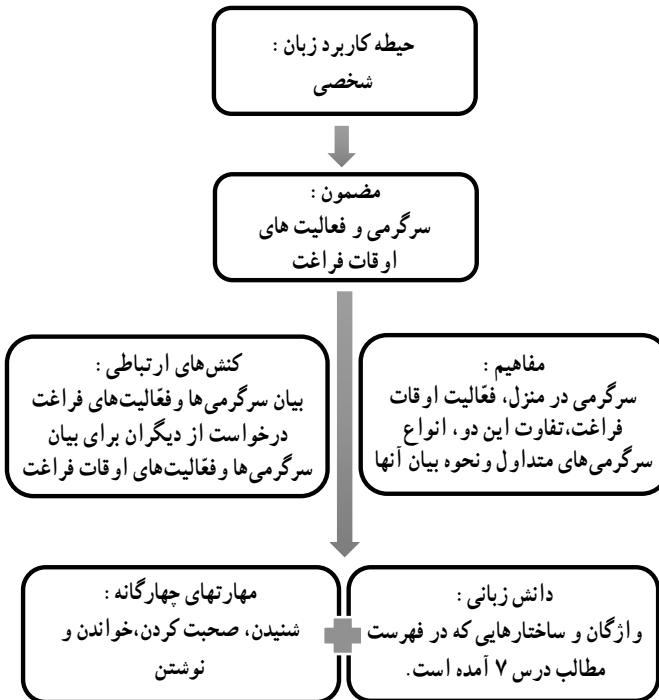 حیطه کاربرد زبان :
شخصی
مضمون :
سرگرمی و فعالیت های
اوقات فراغت
مفاهیم :
سرگرمی در منزل، فعّالیت اوقات
فراغت،تفاوت این دو، انواع
سرگرمی‌های متداول ونحوه بیان آنها
کنش‌های ارتباطی :
بیان سرگرمی‌ها وفعّالیت‌های فراغت
درخواست از دیگران برای بیان
سرگرمی‌ها وفعّالیت‌های اوقات فراغت
دانش زبانی :
واژگان و ساختارهایی که در فهرست
مطالب درس ۷ آمده است.
مهارتهای چهارگانه :
شنیدن، صحبت کردن،خواندن و
نوشتن